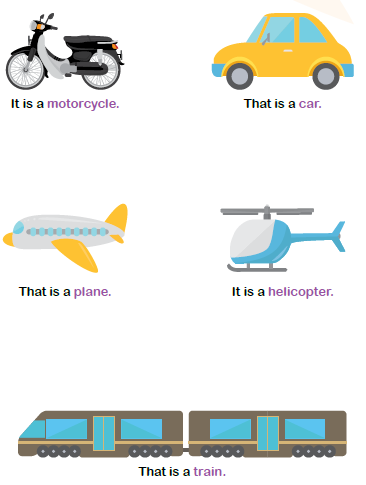 It is a motorcycle.
That is a car.
That is a plane.
It is a helicopter.
That is a train.